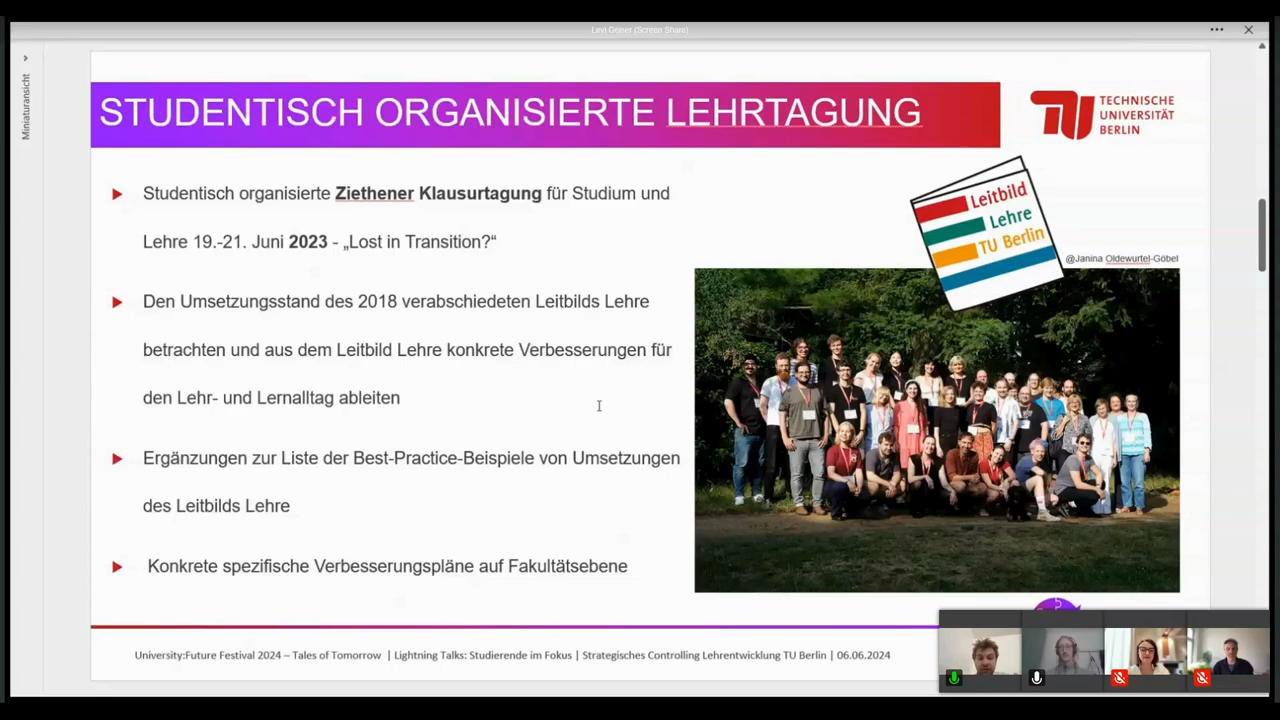 Levi Geiner (Screen Share)
Miniaturansicht
STUDENTISCH ORGANISIERTE LEHRTAGUNG
TECHNISCHE
UNIVERSITÄT
BERLIN
Studentisch organisierte Ziethener Klausurtagung für Studium und
Lehre 19.-21. Juni 2023 - „Lost in Transition?“
Leitbild
Lehre
TU Berlin
@Janina Oldewurtel-Göbel
Den Umsetzungsstand des 2018 verabschiedeten Leitbilds Lehre
betrachten und aus dem Leitbild Lehre konkrete Verbesserungen für
den Lehr- und Lernalltag ableiten
Ergänzungen zur Liste der Best-Practice-Beispiele von Umsetzungen
des Leitbilds Lehre
Konkrete spezifische Verbesserungspläne auf Fakultätsebene
University:Future Festival 2024 – Tales of Tomorrow | Lightning Talks: Studierende im Fokus | Strategisches Controlling Lehrentwicklung TU Berlin | 06.06.2024